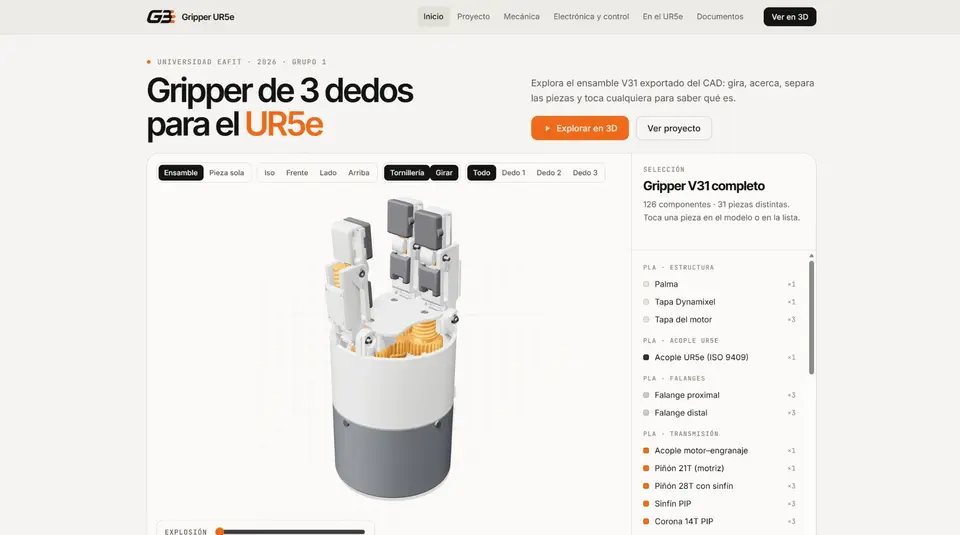 G3 Gripper UR5e
Inicio Proyecto Mecánica Electrónica y control En el UR5e Documentos Ver en 3D
UNIVERSIDAD EAFIT · 2026 · GRUPO 1
Gripper de 3 dedos
para el UR5e
Explora el ensamble V31 exportado del CAD: gira, acerca, separa
las piezas y toca cualquiera para saber qué es.
Explorar en 3D Ver proyecto
Ensamble Pieza sola Iso Frente Lado Arriba Tornillería Girar Todo Dedo 1 Dedo 2 Dedo 3
SELECCIÓN
Gripper V31 completo
126 componentes · 31 piezas distintas.
Toca una pieza en el modelo o en la lista.
PLA · ESTRUCTURA
Palma ×1
Tapa Dynamixel ×1
Tapa del motor ×3
PLA · ACOPLE UR5E
Acople UR5e (ISO 9409) ×1
PLA · FALANGES
Falange proximal ×3
Falange distal ×3
PLA · TRANSMISIÓN
Acople motor–engranaje ×1
Piñón 21T (motriz) ×1
Piñón 28T con sinfín ×3
Sinfín PIP ×3
Corona 14T PIP ×3
EXPLOSIÓN